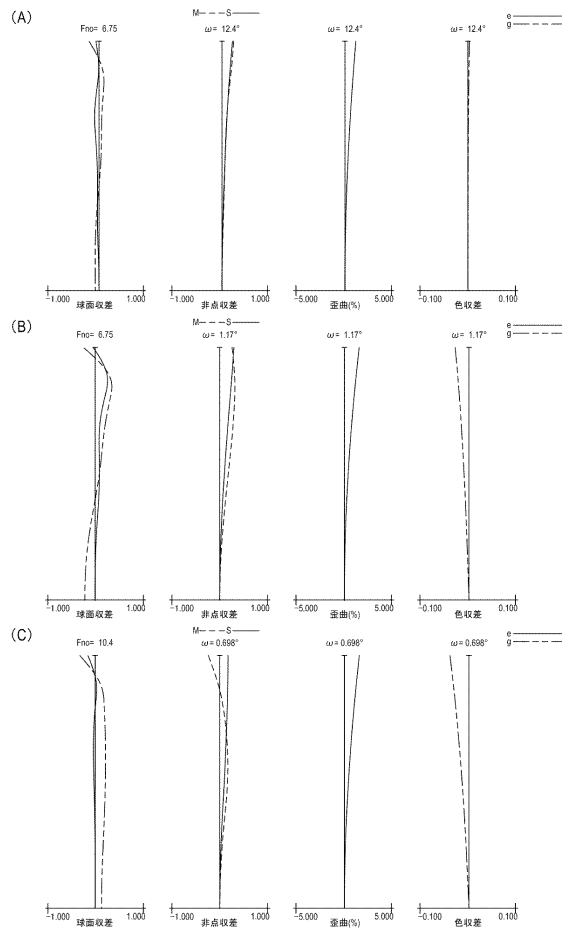 (A)
M – – – S ―――
e ―――
g – – –
Fno= 6.75
ω = 12.4°
ω = 12.4°
ω = 12.4°
-1.000 球面収差 1.000
-1.000 非点収差 1.000
-5.000 歪曲(%) 5.000
-0.100 色収差 0.100
(B)
M – – – S ―――
e ―――
g – – –
Fno= 6.75
ω = 1.17°
ω = 1.17°
ω = 1.17°
-1.000 球面収差 1.000
-1.000 非点収差 1.000
-5.000 歪曲(%) 5.000
-0.100 色収差 0.100
(C)
M – – – S ―――
e ―――
g – – –
Fno= 10.4
ω = 0.698°
ω = 0.698°
ω = 0.698°
-1.000 球面収差 1.000
-1.000 非点収差 1.000
-5.000 歪曲(%) 5.000
-0.100 色収差 0.100